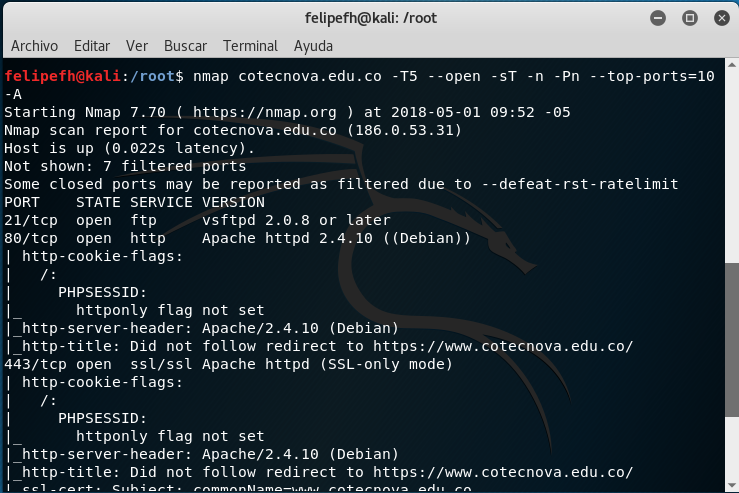 felipefh@kali: /root
Archivo Editar Ver Buscar Terminal Ayuda
felipefh@kali:/root$ nmap cotecnova.edu.co -T5 --open -sT -n -Pn --top-ports=10
-A
Starting Nmap 7.70 ( https://nmap.org ) at 2018-05-01 09:52 -05
Nmap scan report for cotecnova.edu.co (186.0.53.31)
Host is up (0.022s latency).
Not shown: 7 filtered ports
Some closed ports may be reported as filtered due to --defeat-rst-ratelimit
PORT    STATE SERVICE VERSION
21/tcp  open  ftp     vsftpd 2.0.8 or later
80/tcp  open  http    Apache httpd 2.4.10 ((Debian))
| http-cookie-flags:
|   /:
|     PHPSESSID:
|_      httponly flag not set
|_http-server-header: Apache/2.4.10 (Debian)
|_http-title: Did not follow redirect to https://www.cotecnova.edu.co/
443/tcp open  ssl/ssl Apache httpd (SSL-only mode)
| http-cookie-flags:
|   /:
|     PHPSESSID:
|_      httponly flag not set
|_http-server-header: Apache/2.4.10 (Debian)
|_http-title: Did not follow redirect to https://www.cotecnova.edu.co/
| ssl-cert: Subject: commonName=www.cotecnova.edu.co